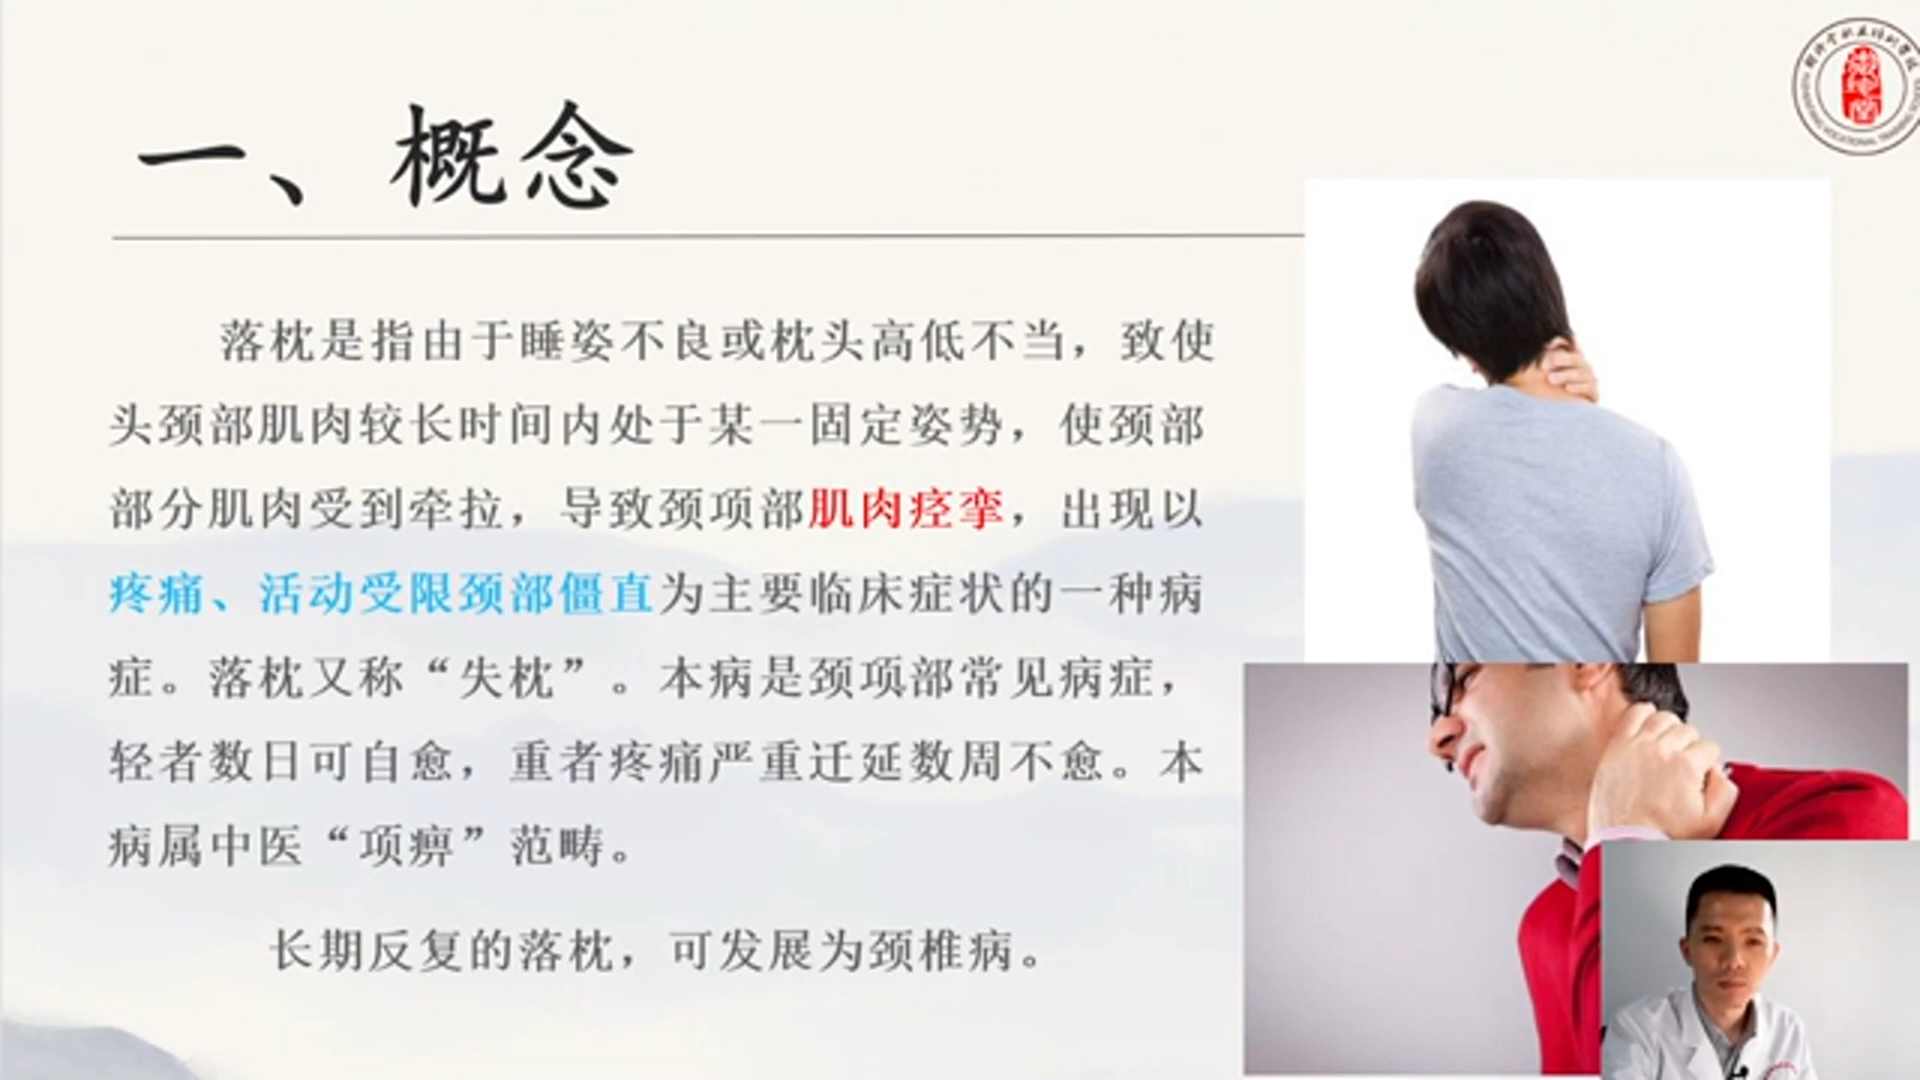 一、概念
落枕是指由于睡姿不良或枕头高低不当，致使
头颈部肌肉较长时间内处于某一固定姿势，使颈部
部分肌肉受到牵拉，导致颈项部肌肉痉挛，出现以
疼痛、活动受限颈部僵直为主要临床症状的一种病
症。落枕又称“失枕”。本病是颈项部常见病症，
轻者数日可自愈，重者疼痛严重迁延数周不愈。本
病属中医“项痹”范畴。
长期反复的落枕，可发展为颈椎病。